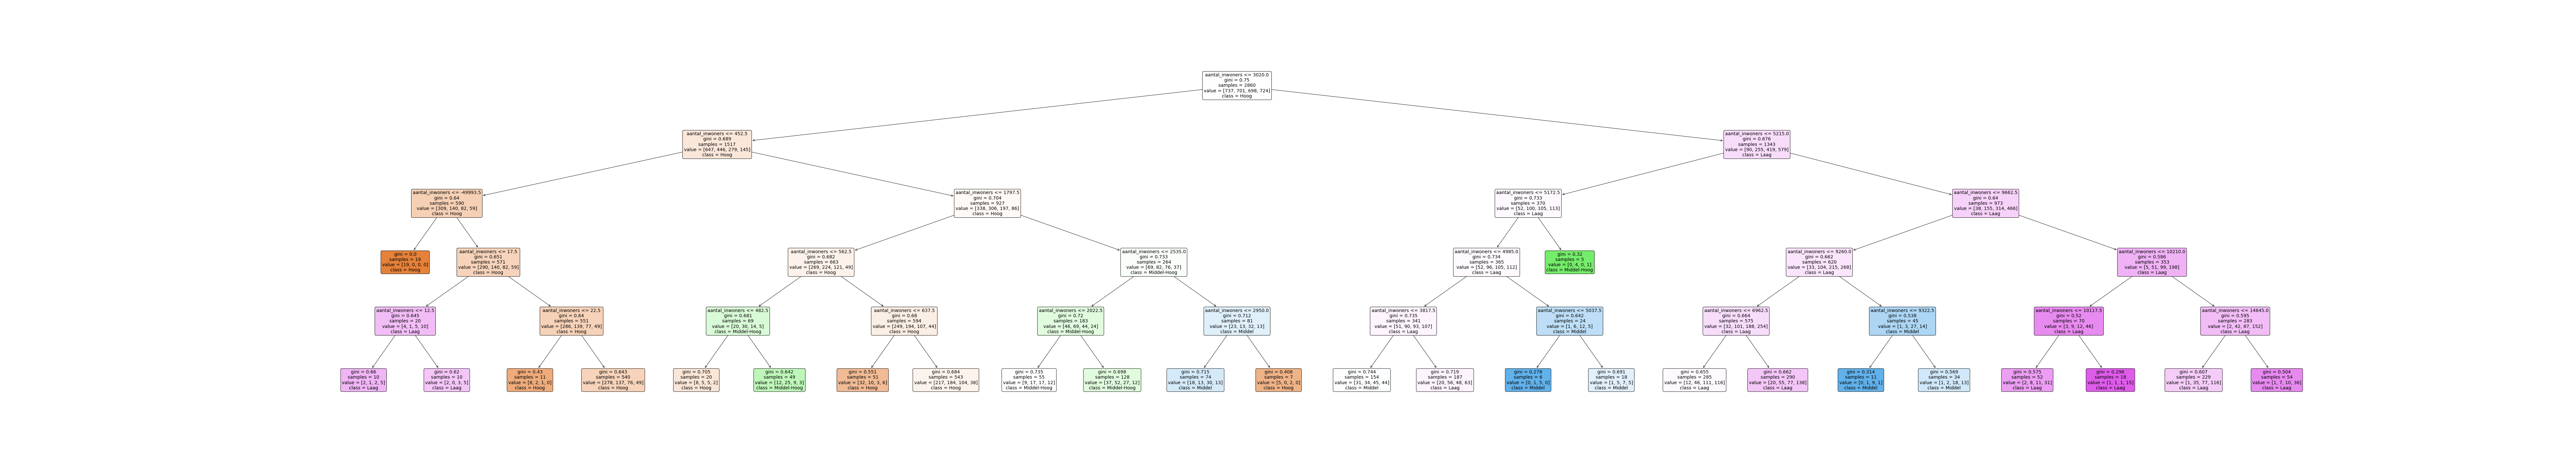 aantal_inwoners <= 3020.0
gini = 0.75
samples = 2860
value = [737, 701, 698, 724]
class = Hoog
aantal_inwoners <= 452.5
gini = 0.689
samples = 1517
value = [647, 446, 279, 145]
class = Hoog
aantal_inwoners <= 5215.0
gini = 0.676
samples = 1343
value = [90, 255, 419, 579]
class = Laag
aantal_inwoners <= -49993.5
gini = 0.64
samples = 590
value = [309, 140, 82, 59]
class = Hoog
aantal_inwoners <= 1797.5
gini = 0.704
samples = 927
value = [338, 306, 197, 86]
class = Hoog
aantal_inwoners <= 5172.5
gini = 0.733
samples = 370
value = [52, 100, 105, 113]
class = Laag
aantal_inwoners <= 9662.5
gini = 0.64
samples = 973
value = [38, 155, 314, 466]
class = Laag
gini = 0.0
samples = 19
value = [19, 0, 0, 0]
class = Hoog
aantal_inwoners <= 17.5
gini = 0.651
samples = 571
value = [290, 140, 82, 59]
class = Hoog
aantal_inwoners <= 562.5
gini = 0.682
samples = 663
value = [269, 224, 121, 49]
class = Hoog
aantal_inwoners <= 2535.0
gini = 0.733
samples = 264
value = [69, 82, 76, 37]
class = Middel-Hoog
aantal_inwoners <= 4985.0
gini = 0.734
samples = 365
value = [52, 96, 105, 112]
class = Laag
gini = 0.32
samples = 5
value = [0, 4, 0, 1]
class = Middel-Hoog
aantal_inwoners <= 9260.0
gini = 0.662
samples = 620
value = [33, 104, 215, 268]
class = Laag
aantal_inwoners <= 10210.0
gini = 0.586
samples = 353
value = [5, 51, 99, 198]
class = Laag
aantal_inwoners <= 12.5
gini = 0.645
samples = 20
value = [4, 1, 5, 10]
class = Laag
aantal_inwoners <= 22.5
gini = 0.64
samples = 551
value = [286, 139, 77, 49]
class = Hoog
aantal_inwoners <= 482.5
gini = 0.681
samples = 69
value = [20, 30, 14, 5]
class = Middel-Hoog
aantal_inwoners <= 637.5
gini = 0.68
samples = 594
value = [249, 194, 107, 44]
class = Hoog
aantal_inwoners <= 2022.5
gini = 0.72
samples = 183
value = [46, 69, 44, 24]
class = Middel-Hoog
aantal_inwoners <= 2950.0
gini = 0.712
samples = 81
value = [23, 13, 32, 13]
class = Middel
aantal_inwoners <= 3817.5
gini = 0.735
samples = 341
value = [51, 90, 93, 107]
class = Laag
aantal_inwoners <= 5037.5
gini = 0.642
samples = 24
value = [1, 6, 12, 5]
class = Middel
aantal_inwoners <= 6962.5
gini = 0.664
samples = 575
value = [32, 101, 188, 254]
class = Laag
aantal_inwoners <= 9322.5
gini = 0.538
samples = 45
value = [1, 3, 27, 14]
class = Middel
aantal_inwoners <= 10117.5
gini = 0.52
samples = 70
value = [3, 9, 12, 46]
class = Laag
aantal_inwoners <= 14645.0
gini = 0.595
samples = 283
value = [2, 42, 87, 152]
class = Laag
gini = 0.66
samples = 10
value = [2, 1, 2, 5]
class = Laag
gini = 0.62
samples = 10
value = [2, 0, 3, 5]
class = Laag
gini = 0.43
samples = 11
value = [8, 2, 1, 0]
class = Hoog
gini = 0.643
samples = 540
value = [278, 137, 76, 49]
class = Hoog
gini = 0.705
samples = 20
value = [8, 5, 5, 2]
class = Hoog
gini = 0.642
samples = 49
value = [12, 25, 9, 3]
class = Middel-Hoog
gini = 0.551
samples = 51
value = [32, 10, 3, 6]
class = Hoog
gini = 0.684
samples = 543
value = [217, 184, 104, 38]
class = Hoog
gini = 0.735
samples = 55
value = [9, 17, 17, 12]
class = Middel-Hoog
gini = 0.698
samples = 128
value = [37, 52, 27, 12]
class = Middel-Hoog
gini = 0.715
samples = 74
value = [18, 13, 30, 13]
class = Middel
gini = 0.408
samples = 7
value = [5, 0, 2, 0]
class = Hoog
gini = 0.744
samples = 154
value = [31, 34, 45, 44]
class = Middel
gini = 0.719
samples = 187
value = [20, 56, 48, 63]
class = Laag
gini = 0.278
samples = 6
value = [0, 1, 5, 0]
class = Middel
gini = 0.691
samples = 18
value = [1, 5, 7, 5]
class = Middel
gini = 0.655
samples = 285
value = [12, 46, 111, 116]
class = Laag
gini = 0.662
samples = 290
value = [20, 55, 77, 138]
class = Laag
gini = 0.314
samples = 11
value = [0, 1, 9, 1]
class = Middel
gini = 0.569
samples = 34
value = [1, 2, 18, 13]
class = Middel
gini = 0.575
samples = 52
value = [2, 8, 11, 31]
class = Laag
gini = 0.296
samples = 18
value = [1, 1, 1, 15]
class = Laag
gini = 0.607
samples = 229
value = [1, 35, 77, 116]
class = Laag
gini = 0.504
samples = 54
value = [1, 7, 10, 36]
class = Laag